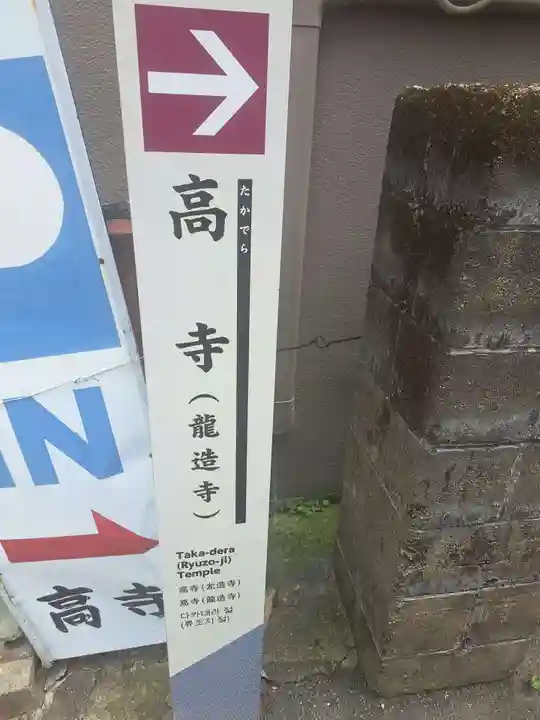 高寺(龍造寺)
たかでら
Taka-dera
(Ryuzo-ji)
Temple
高寺(龙造寺)
高寺(龍造寺)
다카데라 절
(류조지 절)
IN
高寺